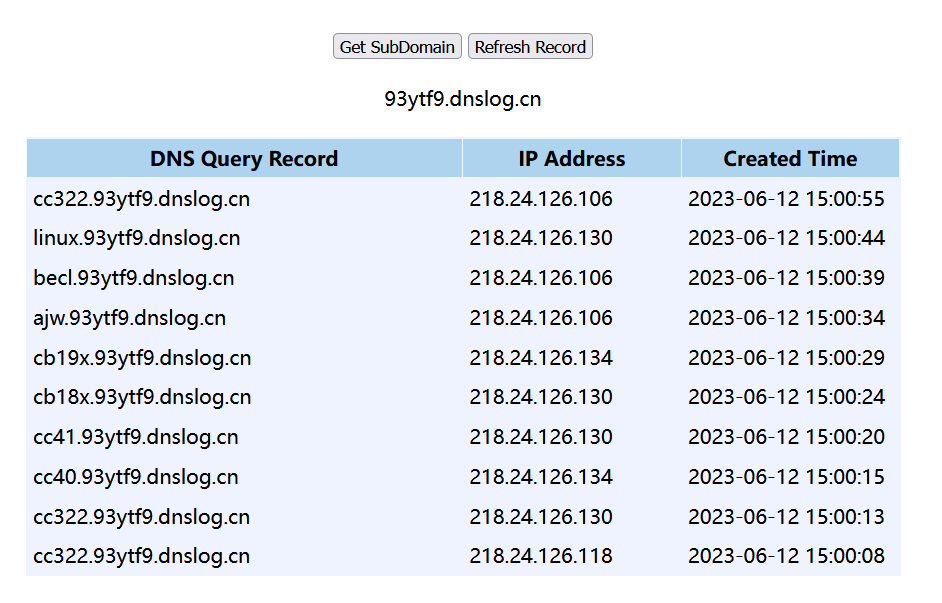 Get SubDomain Refresh Record
93ytf9.dnslog.cn
DNS Query Record IP Address Created Time
cc322.93ytf9.dnslog.cn 218.24.126.106 2023-06-12 15:00:55
linux.93ytf9.dnslog.cn 218.24.126.130 2023-06-12 15:00:44
becl.93ytf9.dnslog.cn 218.24.126.106 2023-06-12 15:00:39
ajw.93ytf9.dnslog.cn 218.24.126.106 2023-06-12 15:00:34
cb19x.93ytf9.dnslog.cn 218.24.126.134 2023-06-12 15:00:29
cb18x.93ytf9.dnslog.cn 218.24.126.130 2023-06-12 15:00:24
cc41.93ytf9.dnslog.cn 218.24.126.130 2023-06-12 15:00:20
cc40.93ytf9.dnslog.cn 218.24.126.134 2023-06-12 15:00:15
cc322.93ytf9.dnslog.cn 218.24.126.130 2023-06-12 15:00:13
cc322.93ytf9.dnslog.cn 218.24.126.118 2023-06-12 15:00:08